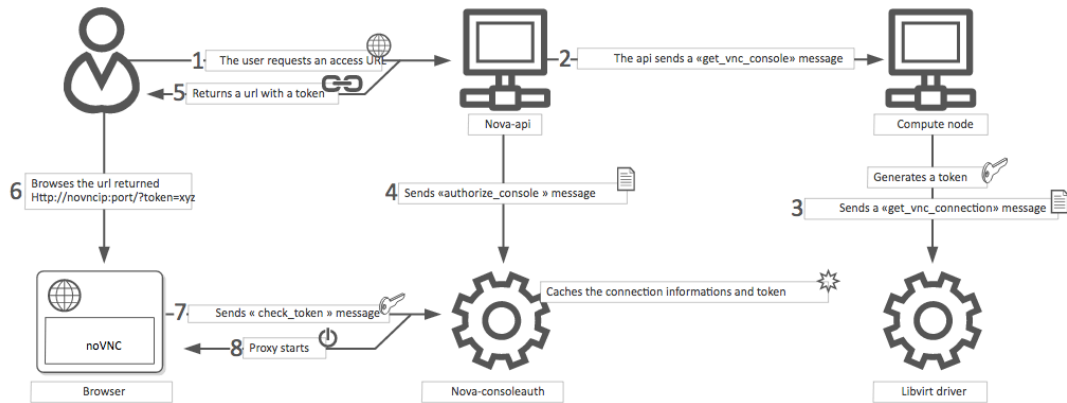 1 The user requests an access URL
2 The api sends a «get_vnc_console» message
5 Returns a url with a token
Nova-api
Compute node
6 Browses the url returned
Http://novncip:port/?token=xyz
4 Sends «authorize_console » message
Generates a token
3 Sends a «get_vnc_connection» message
Caches the connection informations and token
7 Sends « check_token » message
8 Proxy starts
noVNC
Browser
Nova-consoleauth
Libvirt driver